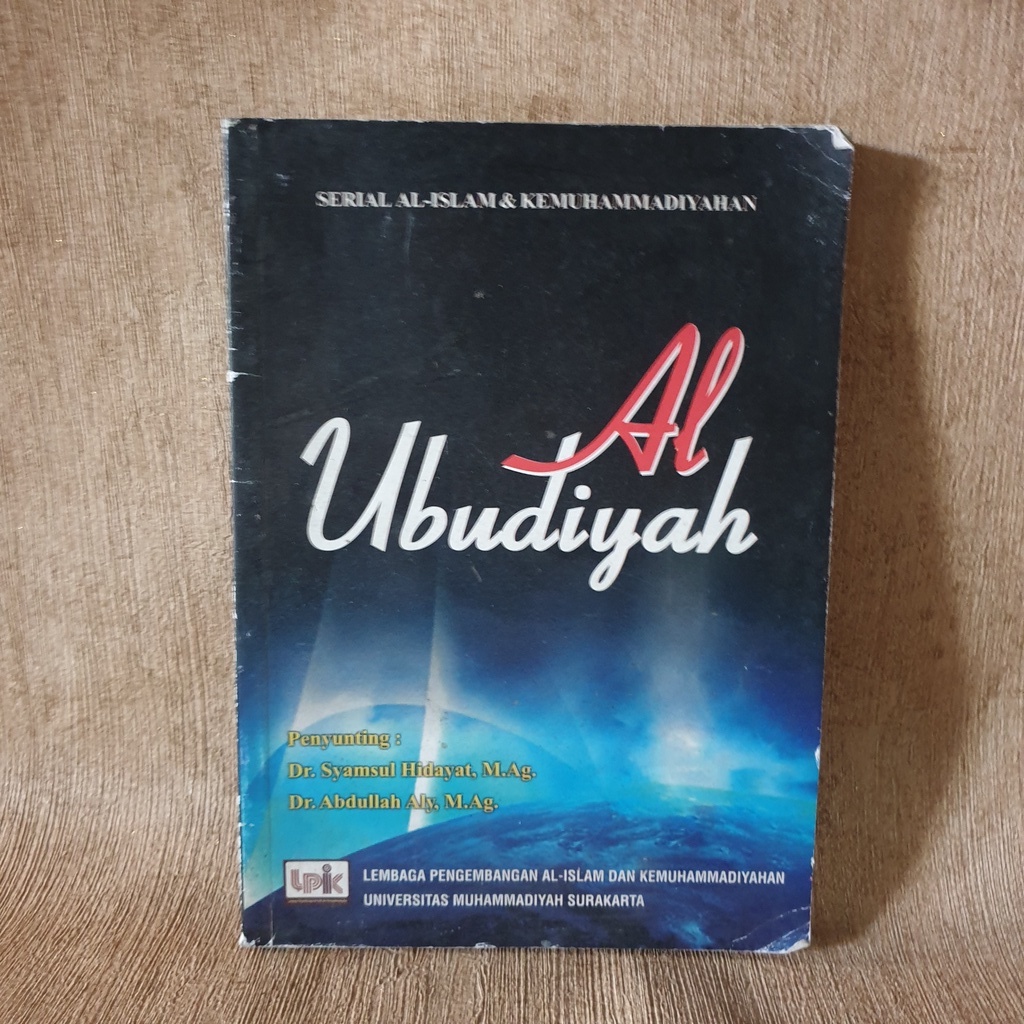 SERIAL AL-ISLAM & KEMUHAMMADIYAHAN
Al
Ubudiyah
Penyunting :
Dr. Syamsul Hidayat, M.Ag.
Dr. Abdullah Aly, M.Ag.
lpik
LEMBAGA PENGEMBANGAN AL-ISLAM DAN KEMUHAMMADIYAHAN
UNIVERSITAS MUHAMMADIYAH SURAKARTA